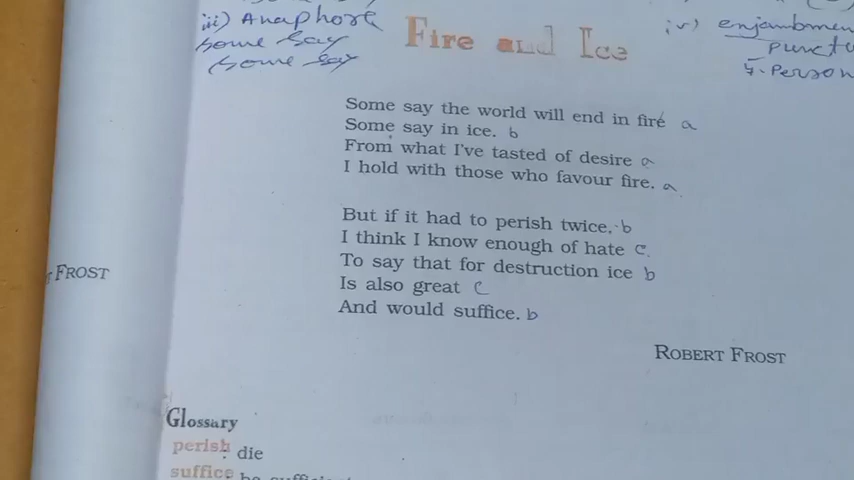 iii) Anaphora
some say
some say
Fire and Ice
iv) enjambmen
punctu
5. Person
Some say the world will end in fire a
Some say in ice. b
From what I've tasted of desire a
I hold with those who favour fire. a
But if it had to perish twice, b
I think I know enough of hate c
To say that for destruction ice b
Is also great c
And would suffice. b
FROST
ROBERT FROST
Glossary
perish die
suffice